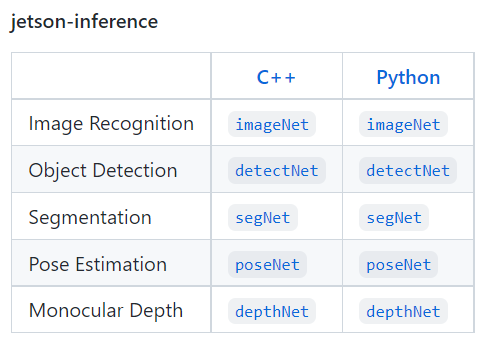 jetson-inference
C++ Python
Image Recognition imageNet imageNet
Object Detection detectNet detectNet
Segmentation segNet segNet
Pose Estimation poseNet poseNet
Monocular Depth depthNet depthNet